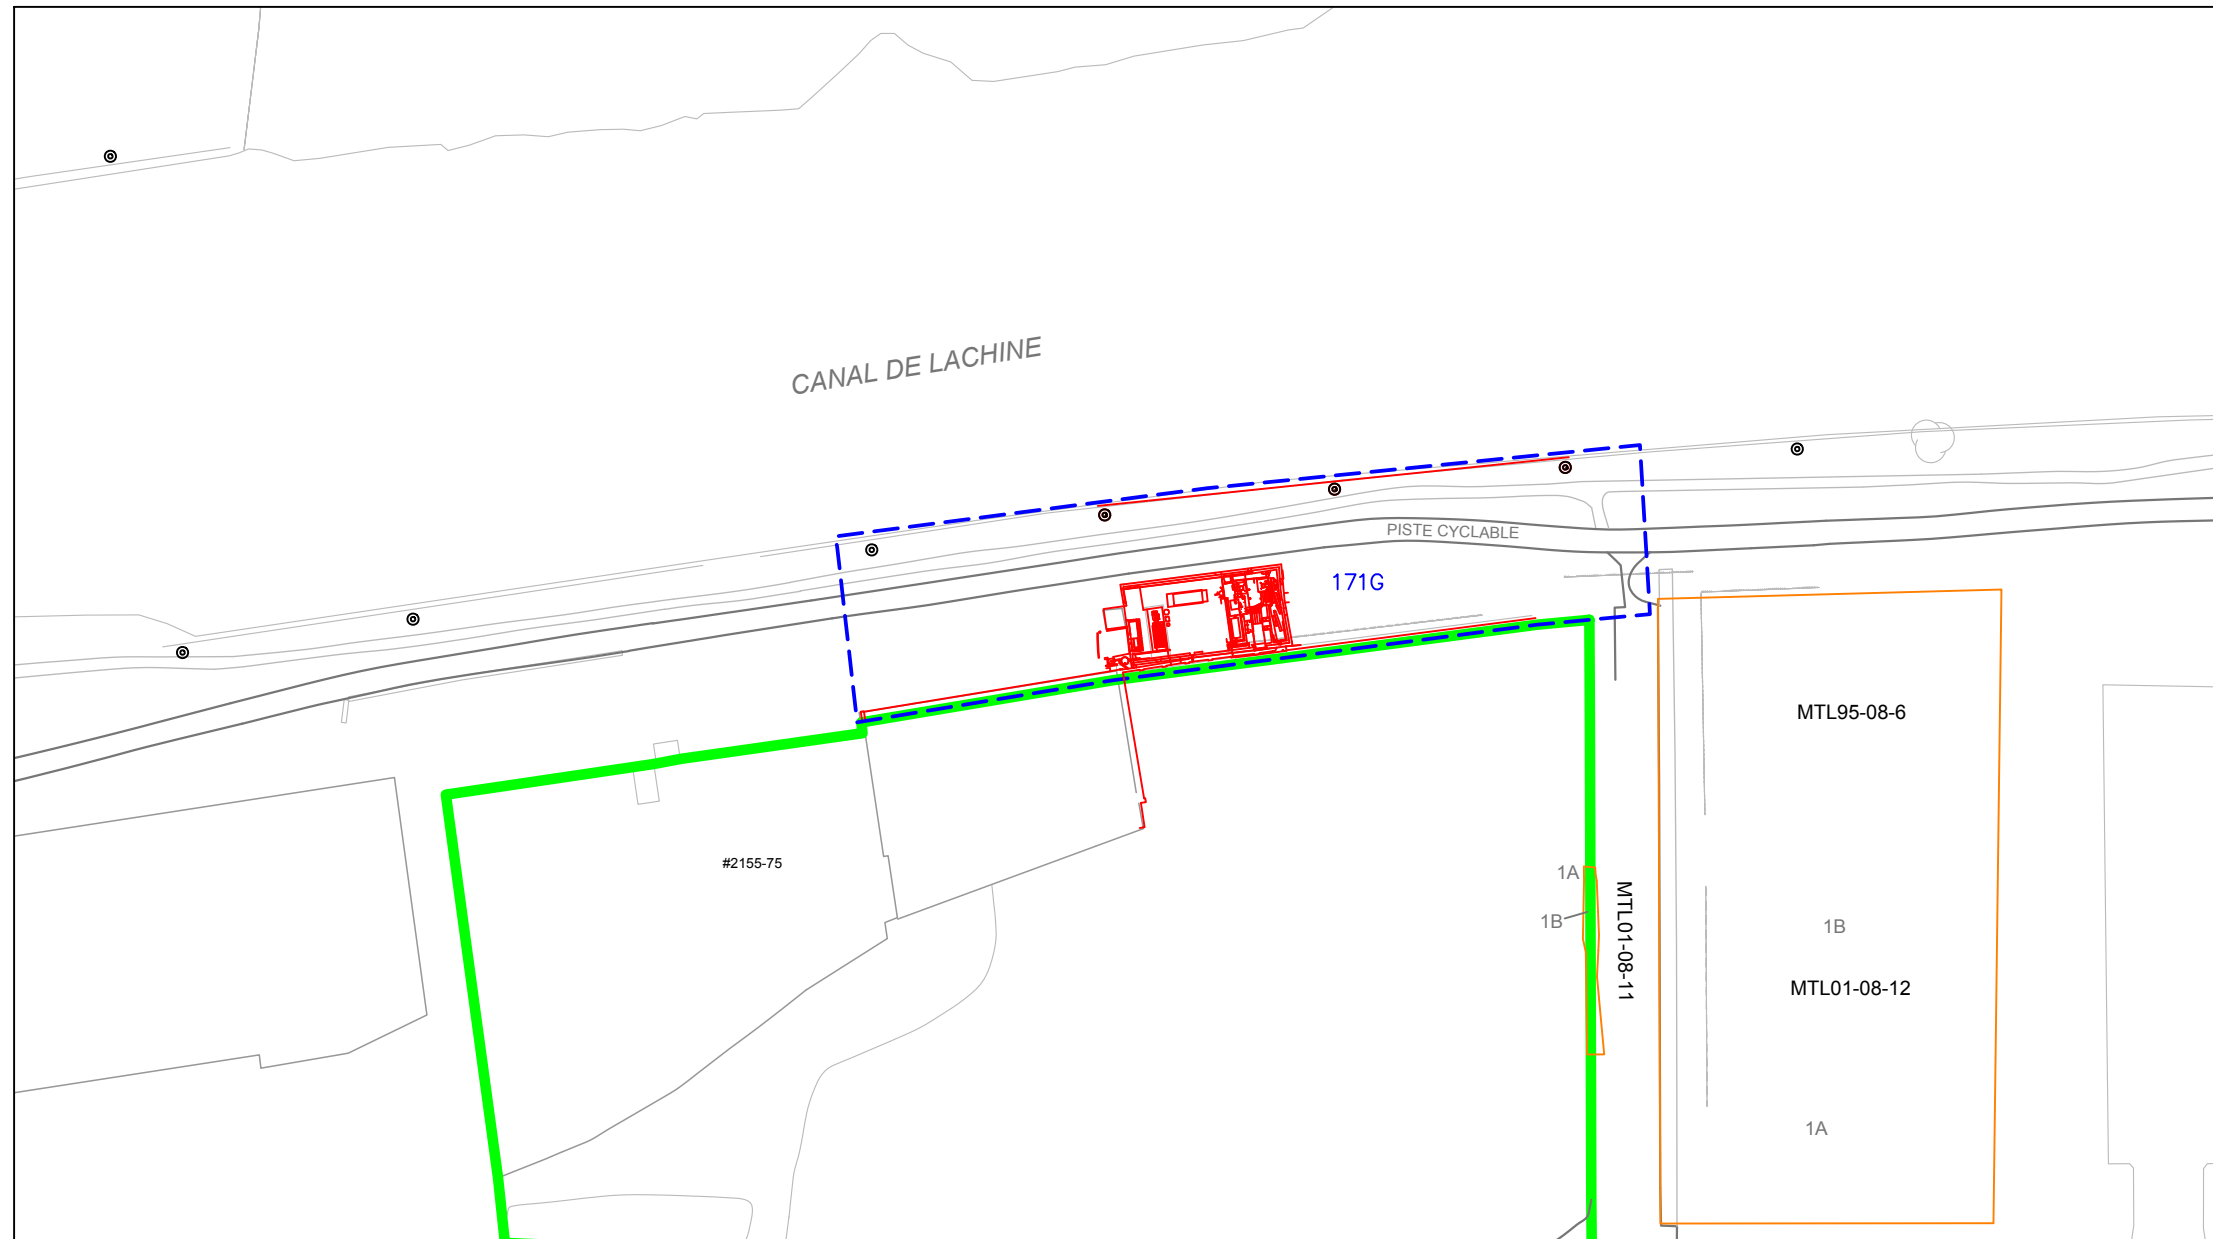 CANAL DE LACHINE
PISTE CYCLABLE
171G
MTL95-08-6
#2155-75
1A
1B
MTL01-08-11
1B
MTL01-08-12
1A